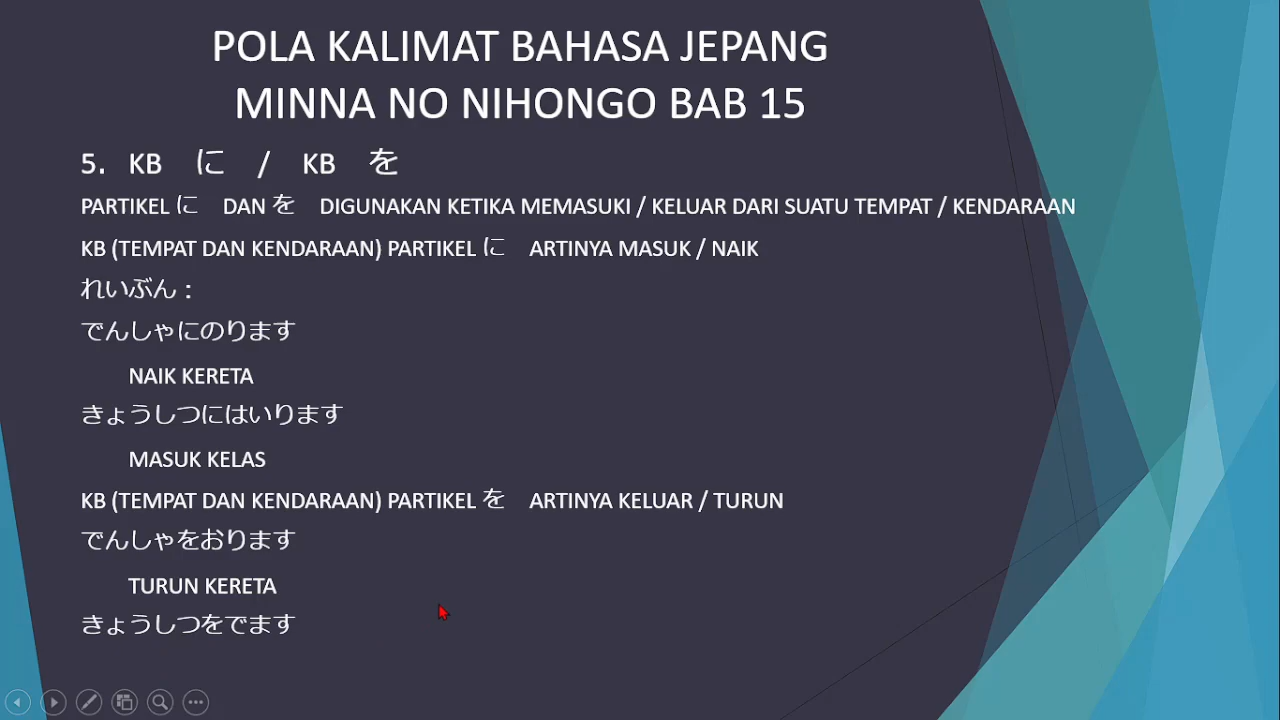 POLA KALIMAT BAHASA JEPANG
MINNA NO NIHONGO BAB 15
5. KB に / KB を
PARTIKEL に DAN を DIGUNAKAN KETIKA MEMASUKI / KELUAR DARI SUATU TEMPAT / KENDARAAN
KB (TEMPAT DAN KENDARAAN) PARTIKEL に ARTINYA MASUK / NAIK
れいぶん :
でんしゃにのります
NAIK KERETA
きょうしつにはいります
MASUK KELAS
KB (TEMPAT DAN KENDARAAN) PARTIKEL を ARTINYA KELUAR / TURUN
でんしゃをおります
TURUN KERETA
きょうしつをでます